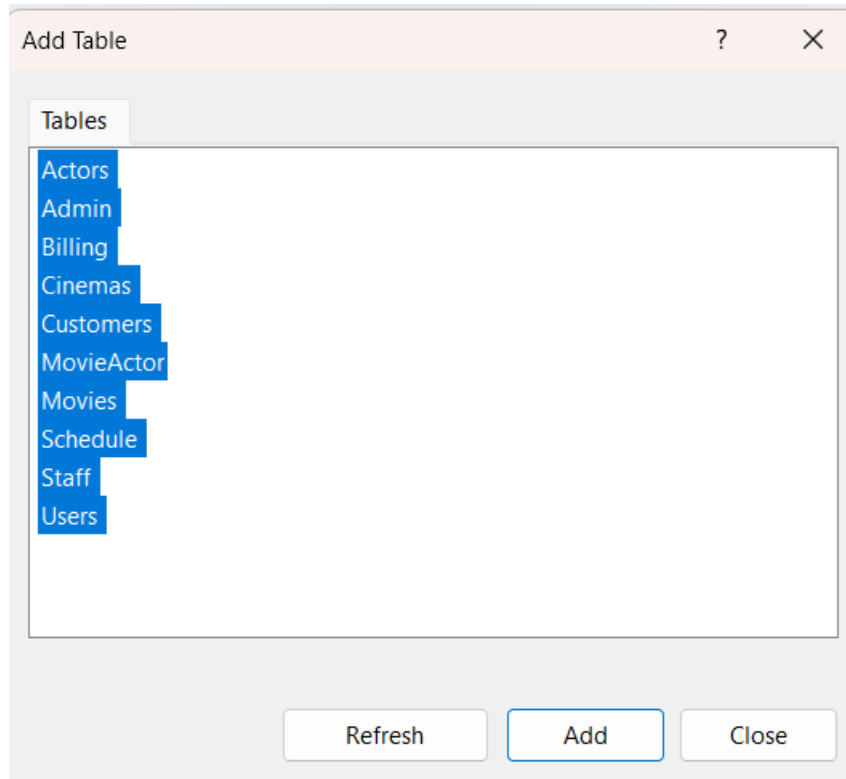 Add Table ?
Tables
Actors
Admin
Billing
Cinemas
Customers
MovieActor
Movies
Schedule
Staff
Users
Refresh Add Close